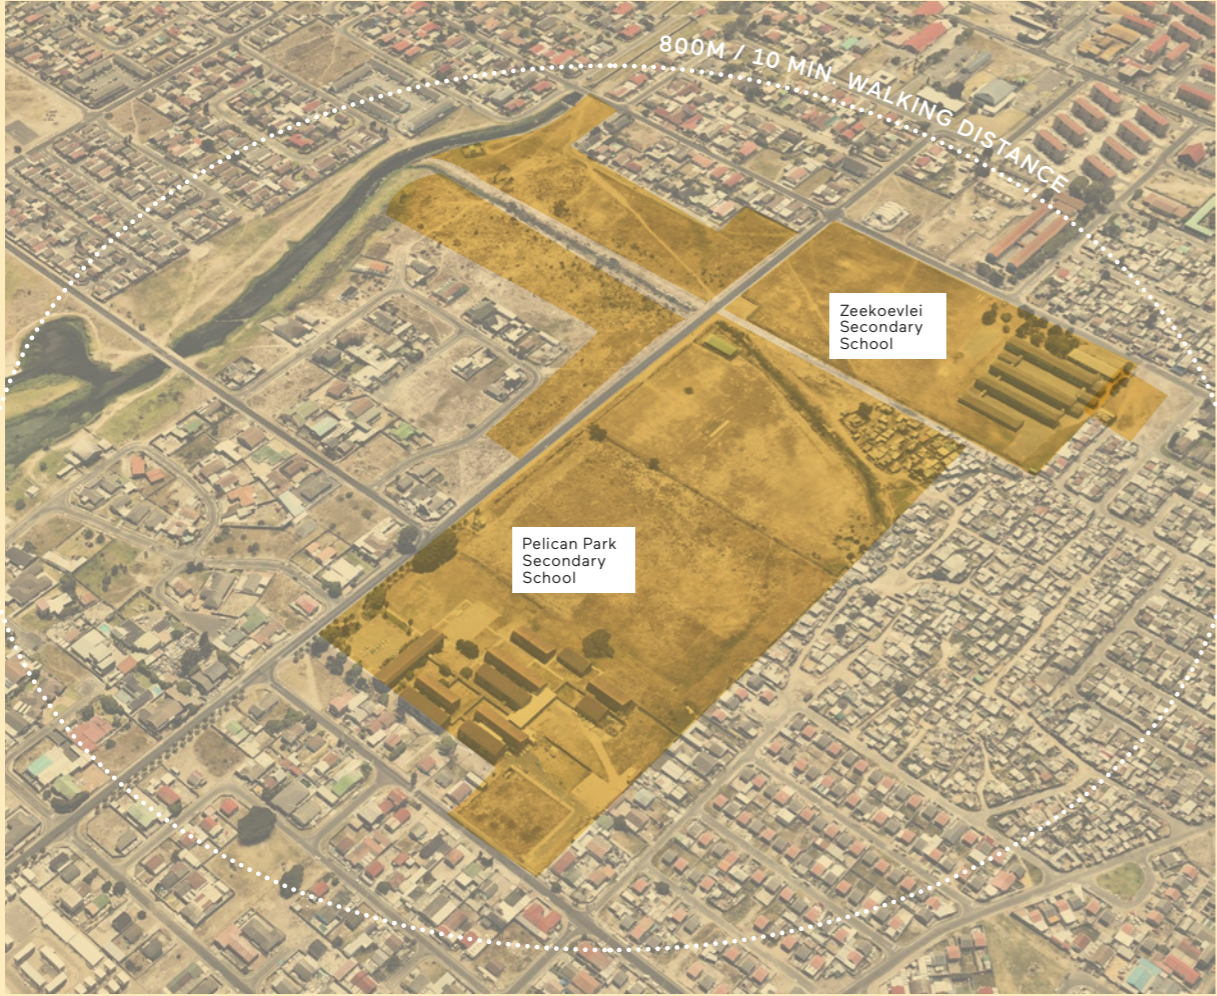 800M / 10 MIN. WALKING DISTANCE
Zeekoevlei
Secondary
School
Pelican Park
Secondary
School